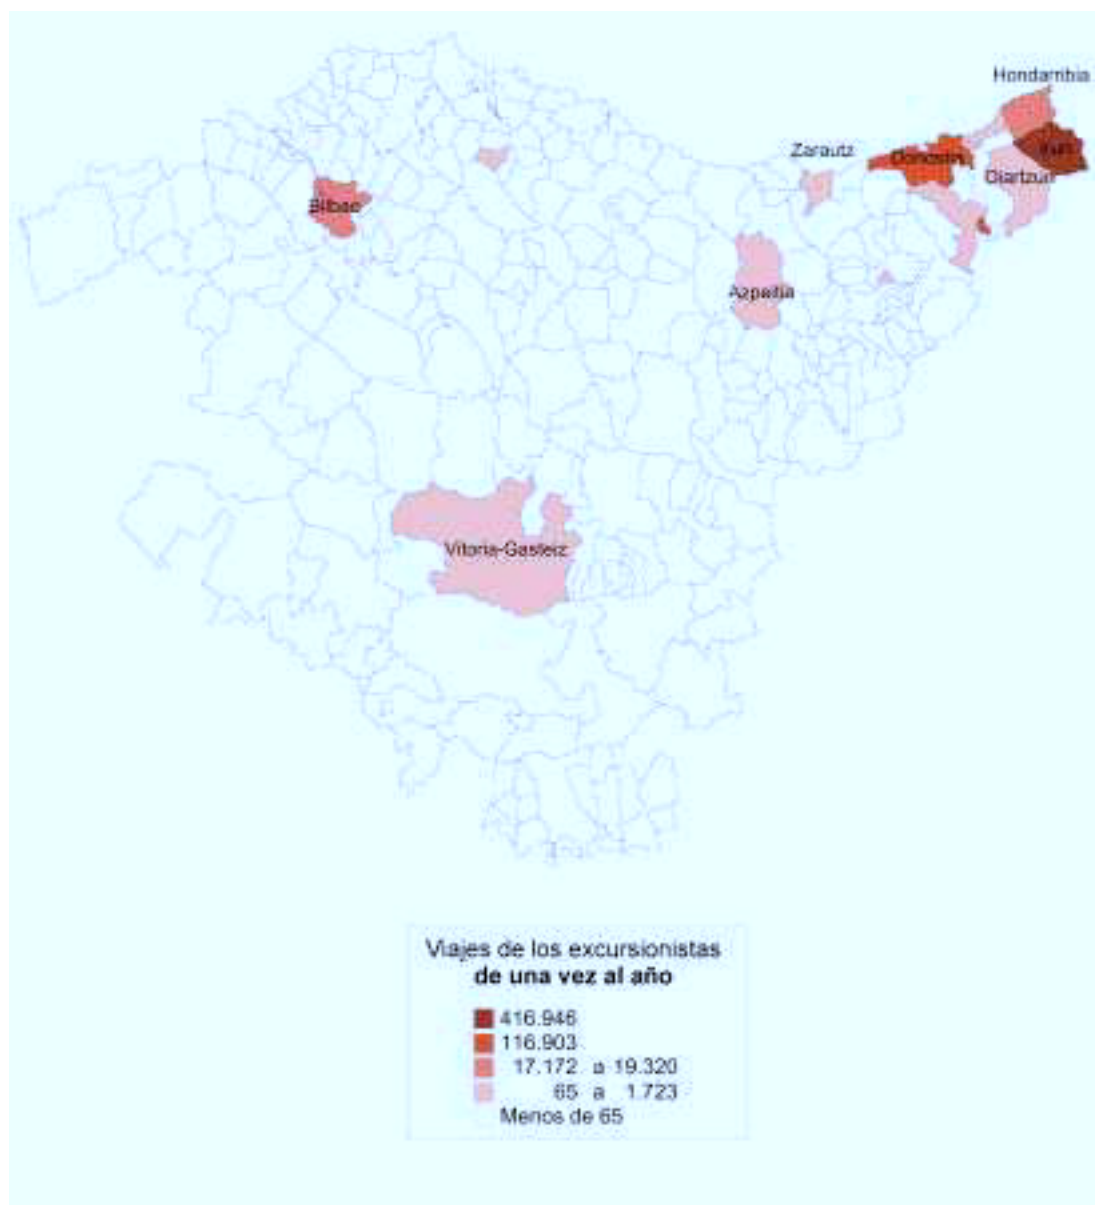 Hondarribia
Zarautz
Donostia
Irun
Oiartzun
Bilbao
Azpeitia
Vitoria-Gasteiz
Viajes de los excursionistas
de una vez al año
416.946
116.903
17.172 a 19.320
65 a 1.723
Menos de 65